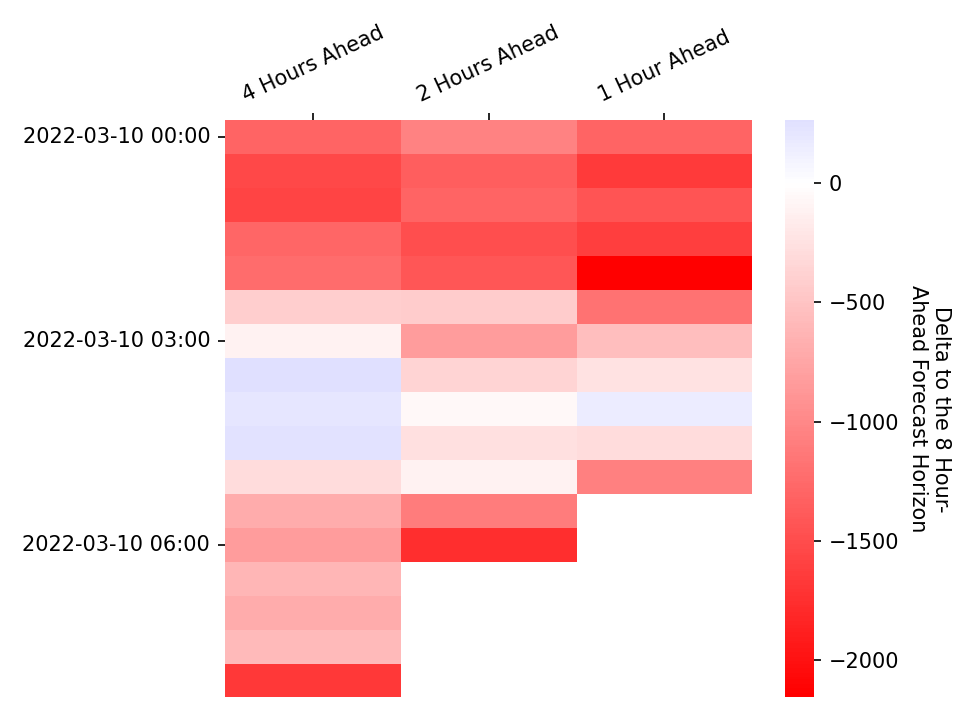 4 Hours Ahead
2 Hours Ahead
1 Hour Ahead
2022-03-10 00:00
2022-03-10 03:00
2022-03-10 06:00
0
−500
−1000
−1500
−2000
Delta to the 8 Hour-
Ahead Forecast Horizon